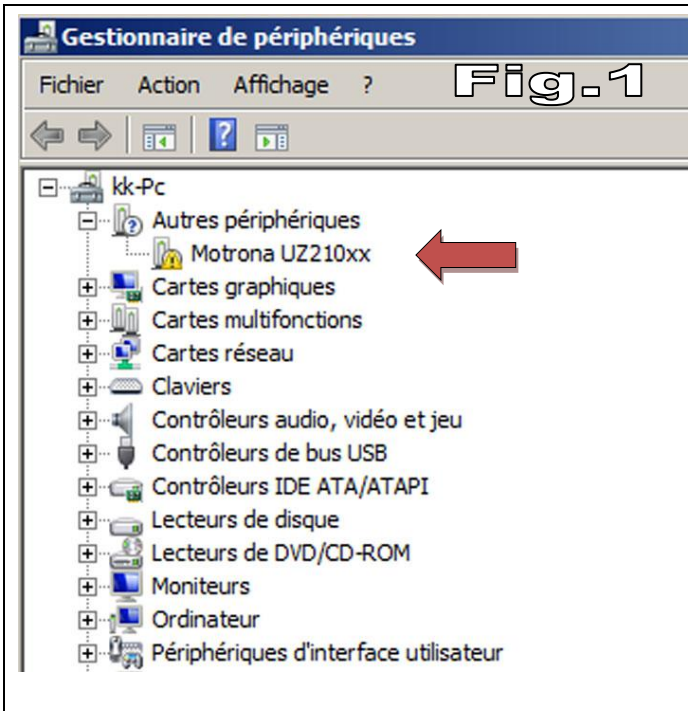 Gestionnaire de périphériques
Fichier Action Affichage ? Fig.1
kk-Pc
Autres périphériques
Motrona UZ210xx
Cartes graphiques
Cartes multifonctions
Cartes réseau
Claviers
Contrôleurs audio, vidéo et jeu
Contrôleurs de bus USB
Contrôleurs IDE ATA/ATAPI
Lecteurs de disque
Lecteurs de DVD/CD-ROM
Moniteurs
Ordinateur
Périphériques d'interface utilisateur